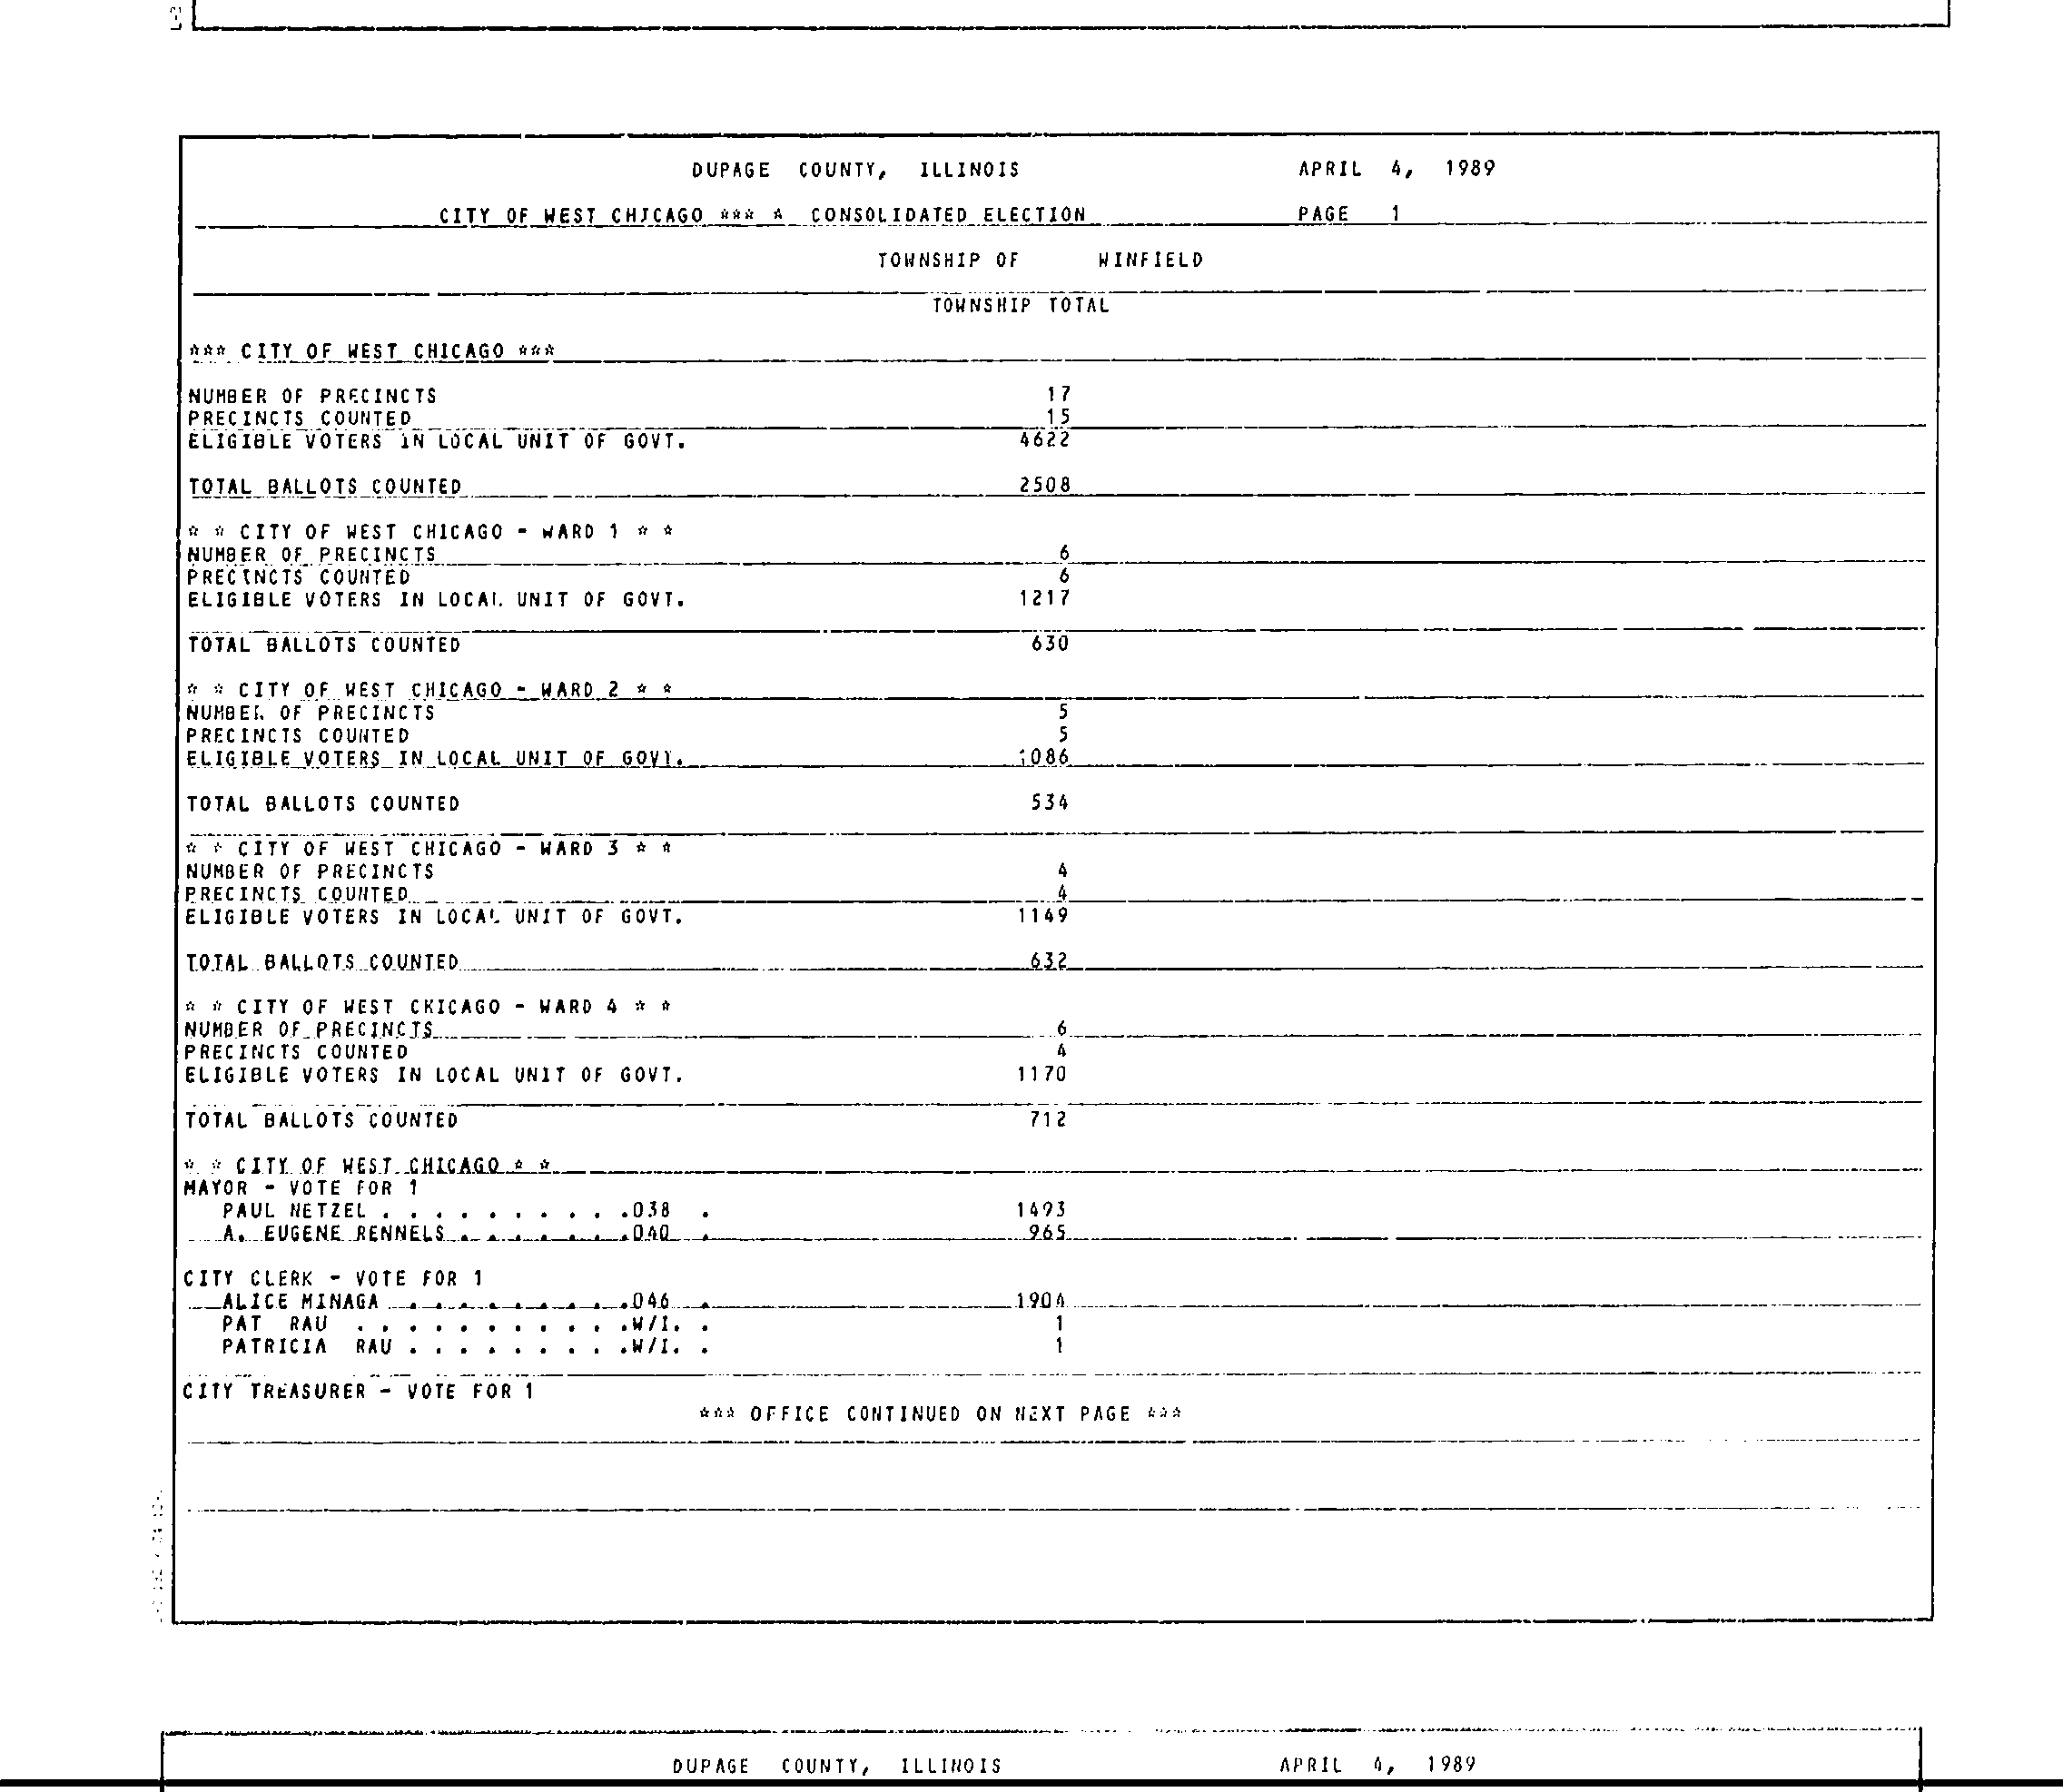 DUPAGE COUNTY, ILLINOIS APRIL 4, 1989
CITY OF WEST CHICAGO *** * CONSOLIDATED ELECTION PAGE 1
TOWNSHIP OF WINFIELD
TOWNSHIP TOTAL
*** CITY OF WEST CHICAGO ***
NUMBER OF PRECINCTS 17
PRECINCTS COUNTED 15
ELIGIBLE VOTERS IN LOCAL UNIT OF GOVT. 4622
TOTAL BALLOTS COUNTED 2508
* * CITY OF WEST CHICAGO - WARD 1 * *
NUMBER OF PRECINCTS 6
PRECINCTS COUNTED 6
ELIGIBLE VOTERS IN LOCAL UNIT OF GOVT. 1217
TOTAL BALLOTS COUNTED 630
* * CITY OF WEST CHICAGO - WARD 2 * *
NUMBER OF PRECINCTS 5
PRECINCTS COUNTED 5
ELIGIBLE VOTERS IN LOCAL UNIT OF GOVT. 1086
TOTAL BALLOTS COUNTED 534
* * CITY OF WEST CHICAGO - WARD 3 * *
NUMBER OF PRECINCTS 4
PRECINCTS COUNTED 4
ELIGIBLE VOTERS IN LOCAL UNIT OF GOVT. 1149
TOTAL BALLOTS COUNTED 632
* * CITY OF WEST CHICAGO - WARD 4 * *
NUMBER OF PRECINCTS 6
PRECINCTS COUNTED 4
ELIGIBLE VOTERS IN LOCAL UNIT OF GOVT. 1170
TOTAL BALLOTS COUNTED 712
* * CITY OF WEST CHICAGO * *
MAYOR - VOTE FOR 1
PAUL NETZEL . . . . . . . . . .038 . 1493
A. EUGENE RENNELS . . . . . . .040 . 965
CITY CLERK - VOTE FOR 1
ALICE MINAGA . . . . . . . . .046 . 1904
PAT RAU . . . . . . . . . . .W/I. . 1
PATRICIA RAU . . . . . . . . .W/I. . 1
CITY TREASURER - VOTE FOR 1
*** OFFICE CONTINUED ON NEXT PAGE ***
DUPAGE COUNTY, ILLINOIS APRIL 4, 1989